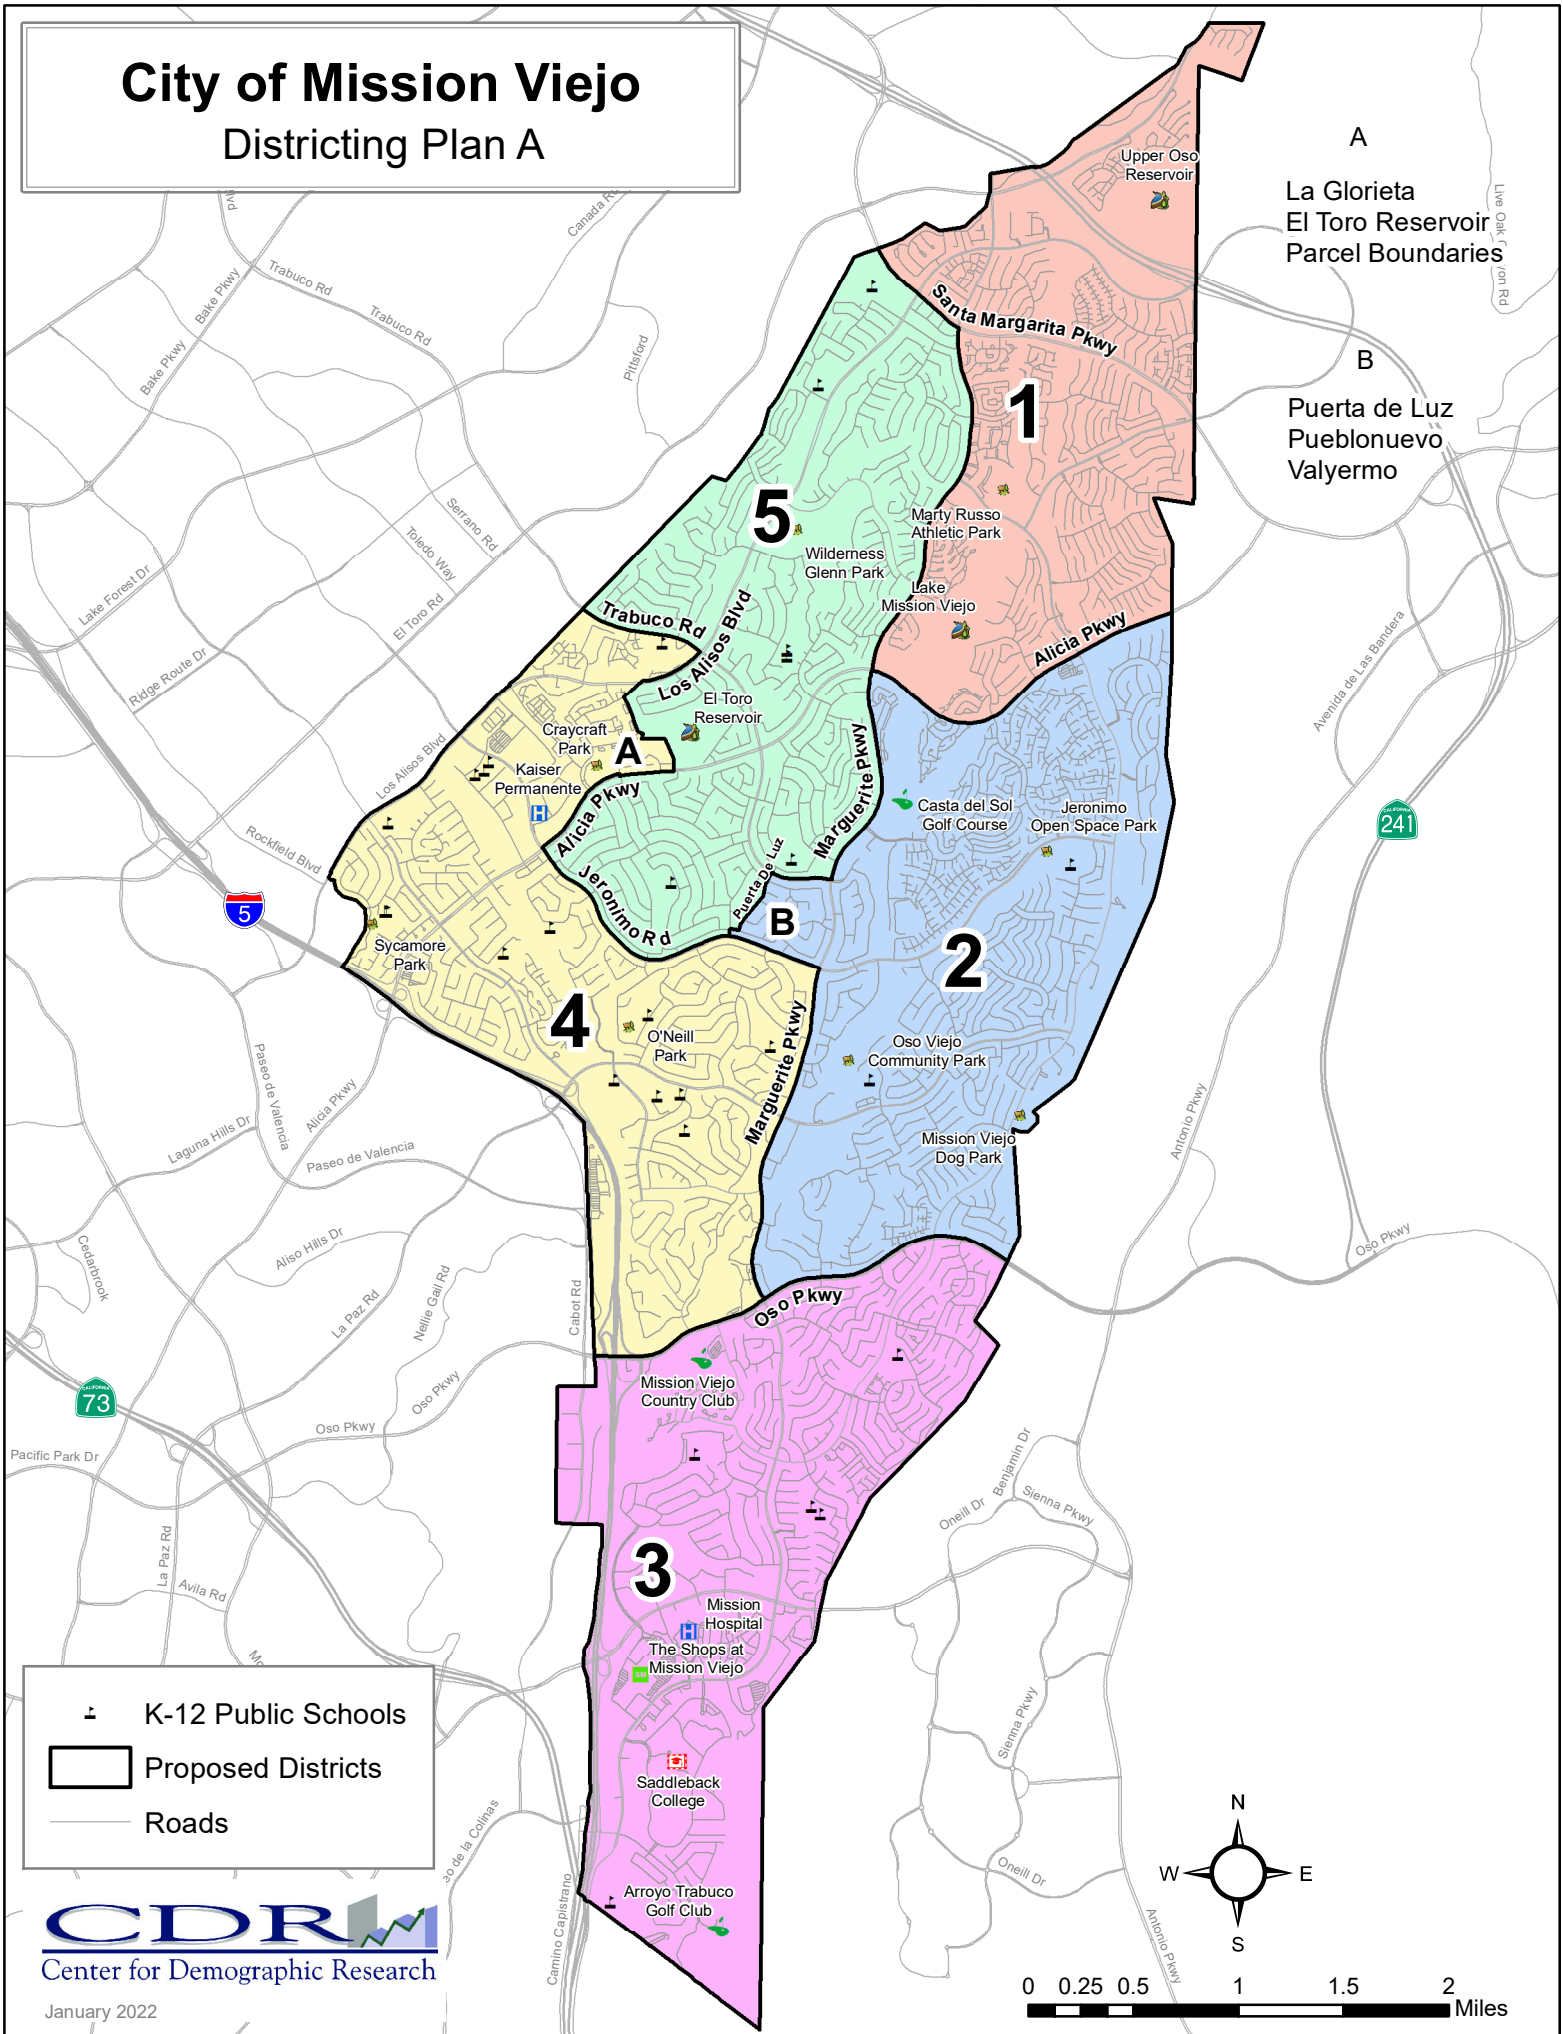 City of Mission Viejo
Districting Plan A
A
La Glorieta
El Toro Reservoir
Parcel Boundaries
B
Puerta de Luz
Pueblonuevo
Valyermo
Upper Oso
Reservoir
Santa Margarita Pkwy
1
Marty Russo
Athletic Park
Lake
Mission Viejo
Alicia Pkwy
5
Wilderness
Glenn Park
Trabuco Rd
Los Alisos Blvd
El Toro
Reservoir
Craycraft
Park
A
Kaiser
Permanente
H
Alicia Pkwy
Jeronimo Rd
Puerta De Luz
Marguerite Pkwy
B
Casta del Sol
Golf Course
Jeronimo
Open Space Park
2
Sycamore
Park
4
O'Neill
Park
Marguerite Pkwy
Oso Viejo
Community Park
Mission Viejo
Dog Park
Oso Pkwy
Mission Viejo
Country Club
3
Mission
Hospital
H
The Shops at
Mission Viejo
SM
Saddleback
College
Arroyo Trabuco
Golf Club
Blvd
Canada Rd
Trabuco Rd
Trabuco Rd
Bake Pkwy
Bake Pkwy
Pittsford
Serrano Rd
Toledo Way
El Toro Rd
Lake Forest Dr
Ridge Route Dr
Los Alisos Blvd
Rockfield Blvd
5
Paseo de Valencia
Alicia Pkwy
Laguna Hills Dr
Paseo de Valencia
Aliso Hills Dr
Cedarbrook
La Paz Rd
Nellie Gail Rd
Cabot Rd
CALIFORNIA
73
Oso Pkwy
Oso Pkwy
Pacific Park Dr
La Paz Rd
Avila Rd
Camino Capistrano
Avenida de Las Bandera
CALIFORNIA
241
Antonio Pkwy
Oso Pkwy
Benjamin Dr
Oneill Dr
Sienna Pkwy
Sienna Pkwy
Oneill Dr
Antonio Pkwy
K-12 Public Schools
Proposed Districts
Roads
CDR
Center for Demographic Research
January 2022
N
W E
S
0 0.25 0.5 1 1.5 2
Miles